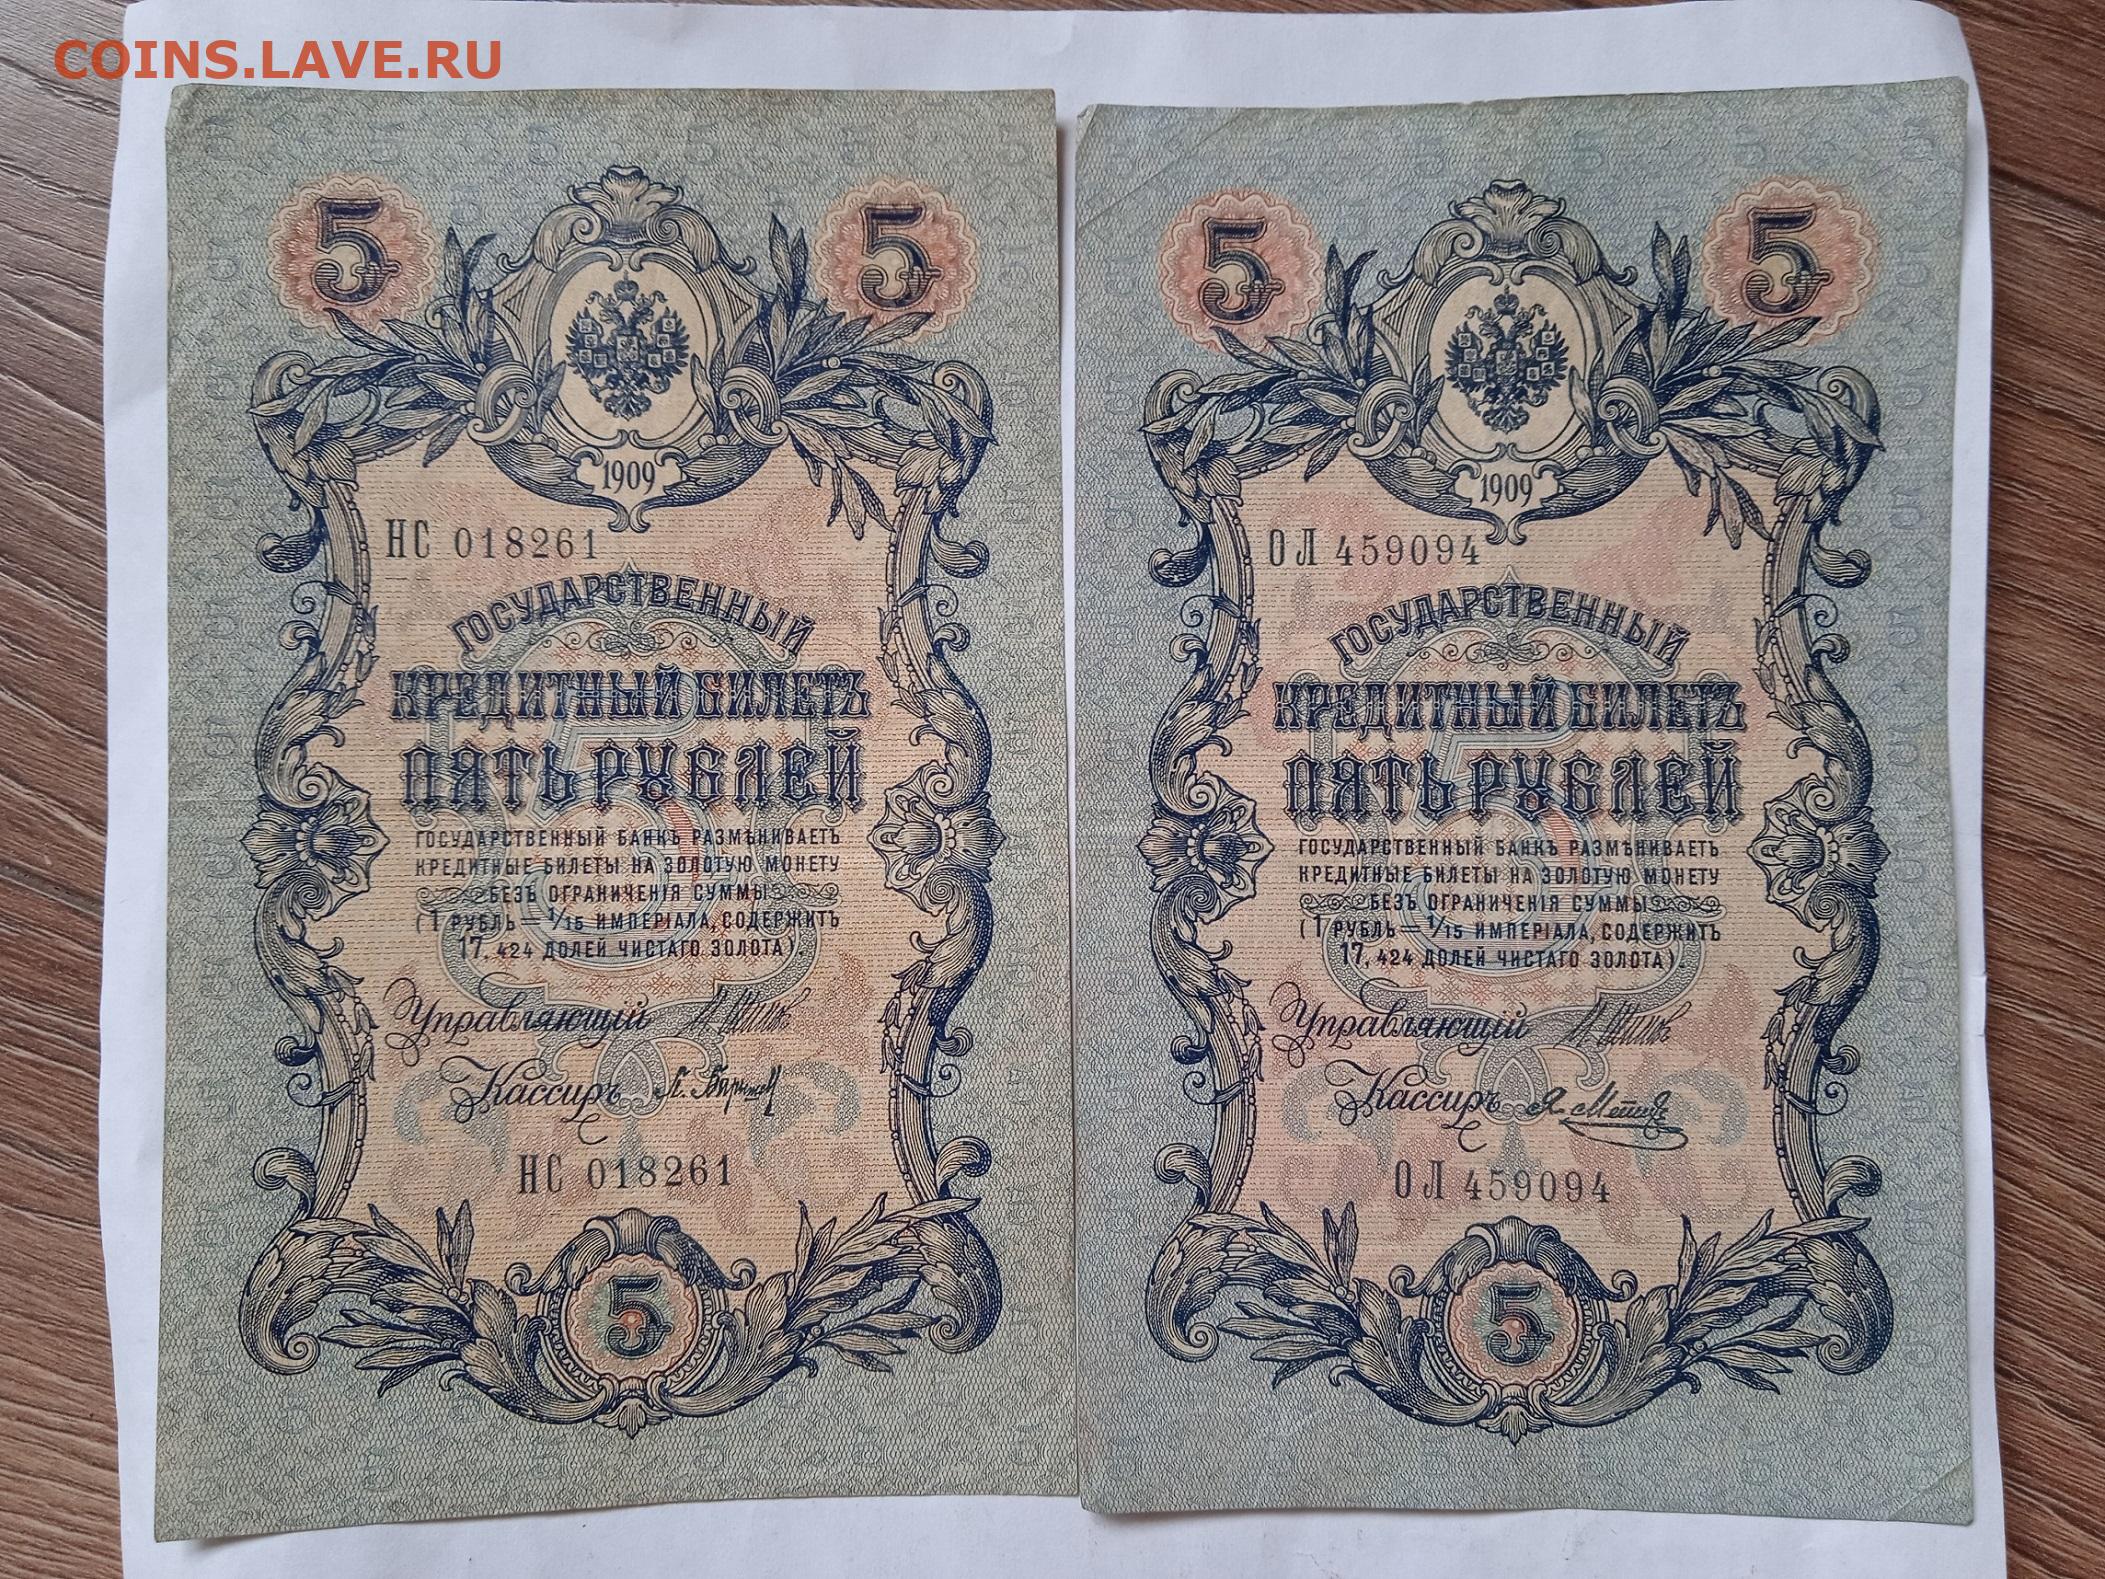 COINS.LAVE.RU
5 5
1909
НС 018261
ГОСУДАРСТВЕННЫЙ
КРЕДИТНЫЙ БИЛЕТЪ
ПЯТЬ РУБЛЕЙ
ГОСУДАРСТВЕННЫЙ БАНКЪ РАЗМѢНИВАЕТЪ
КРЕДИТНЫЕ БИЛЕТЫ НА ЗОЛОТУЮ МОНЕТУ
БЕЗЪ ОГРАНИЧЕНІЯ СУММЫ
(1 РУБЛЬ = 1/15 ИМПЕРІАЛА, СОДЕРЖИТЪ
17,424 ДОЛЕЙ ЧИСТАГО ЗОЛОТА).
Управляющій И. Шипов
Кассиръ
НС 018261
5
5 5
1909
ОЛ 459094
ГОСУДАРСТВЕННЫЙ
КРЕДИТНЫЙ БИЛЕТЪ
ПЯТЬ РУБЛЕЙ
ГОСУДАРСТВЕННЫЙ БАНКЪ РАЗМѢНИВАЕТЪ
КРЕДИТНЫЕ БИЛЕТЫ НА ЗОЛОТУЮ МОНЕТУ
БЕЗЪ ОГРАНИЧЕНІЯ СУММЫ
(1 РУБЛЬ = 1/15 ИМПЕРІАЛА, СОДЕРЖИТЪ
17,424 ДОЛЕЙ ЧИСТАГО ЗОЛОТА).
Управляющій И. Шипов
Кассиръ Я. Метц
ОЛ 459094
5